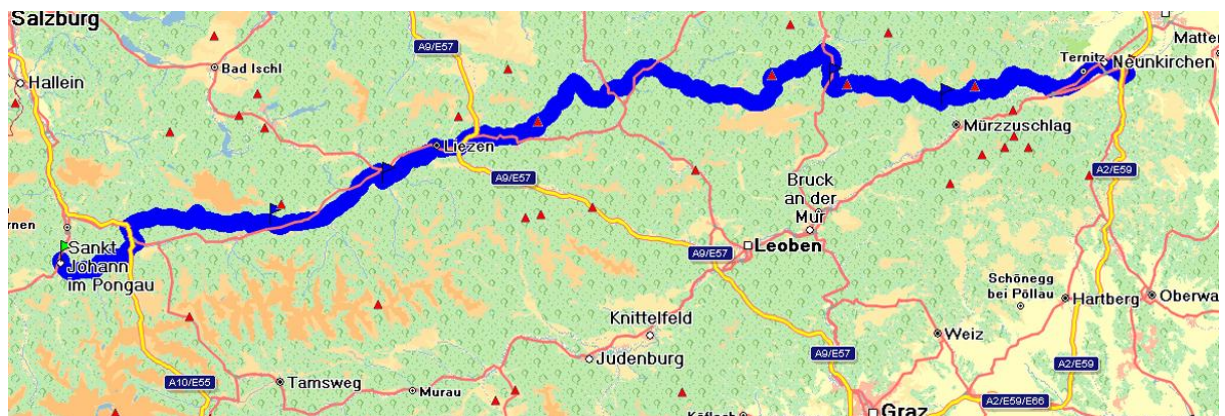 Salzburg
A9/E57
Matter
Ternitz
Neunkirchen
Bad Ischl
Hallein
Mürzzuschlag
Liezen
A9/E57
A2/E59
Bruck
an der
Mur
Sankt
Johann
im Pongau
Leoben
A9/E57
Schönegg
bei Pöllau
Hartberg
Oberwa
Knittelfeld
Weiz
Judenburg
A9/E57
A2/E59
A10/E55
Tamsweg
Murau
A2/E59/E66
Graz